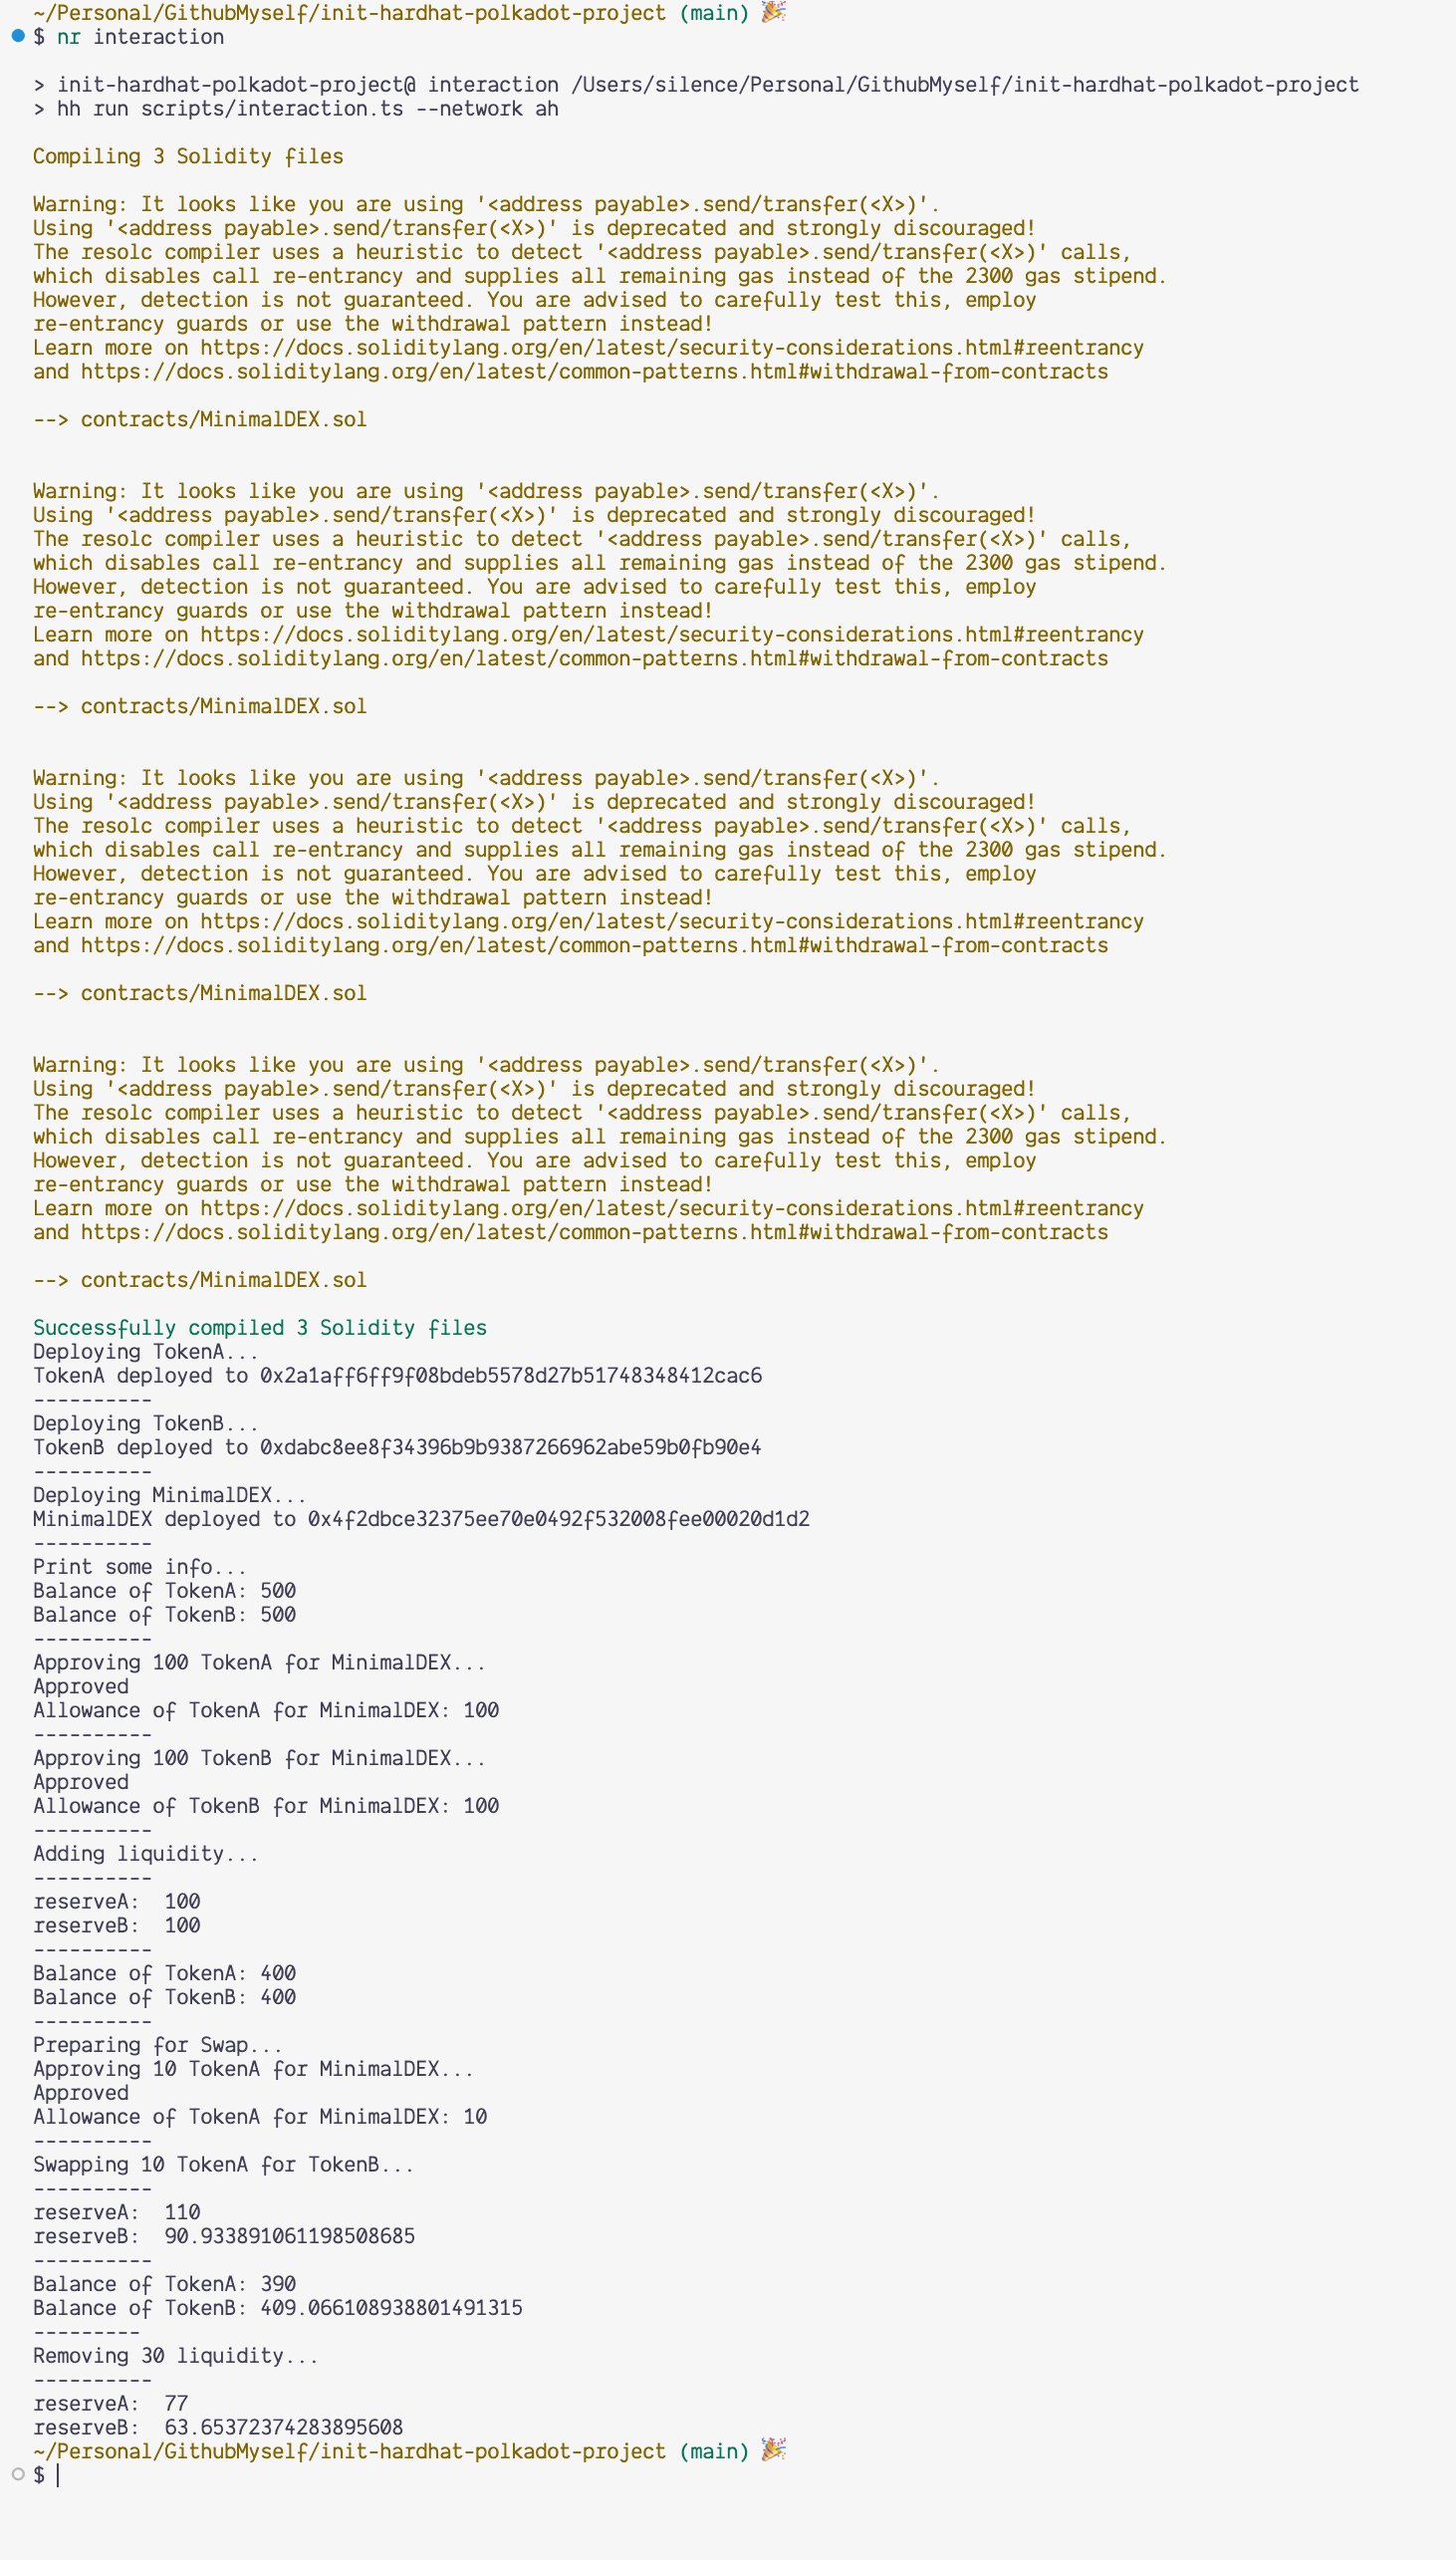 ~/Personal/GithubMyself/init-hardhat-polkadot-project (main) 🎉
$ nr interaction
> init-hardhat-polkadot-project@ interaction /Users/silence/Personal/GithubMyself/init-hardhat-polkadot-project
> hh run scripts/interaction.ts --network ah
Compiling 3 Solidity files
Warning: It looks like you are using '<address payable>.send/transfer(<X>)'.
Using '<address payable>.send/transfer(<X>)' is deprecated and strongly discouraged!
The resolc compiler uses a heuristic to detect '<address payable>.send/transfer(<X>)' calls,
which disables call re-entrancy and supplies all remaining gas instead of the 2300 gas stipend.
However, detection is not guaranteed. You are advised to carefully test this, employ
re-entrancy guards or use the withdrawal pattern instead!
Learn more on https://docs.soliditylang.org/en/latest/security-considerations.html#reentrancy
and https://docs.soliditylang.org/en/latest/common-patterns.html#withdrawal-from-contracts
--> contracts/MinimalDEX.sol
Warning: It looks like you are using '<address payable>.send/transfer(<X>)'.
Using '<address payable>.send/transfer(<X>)' is deprecated and strongly discouraged!
The resolc compiler uses a heuristic to detect '<address payable>.send/transfer(<X>)' calls,
which disables call re-entrancy and supplies all remaining gas instead of the 2300 gas stipend.
However, detection is not guaranteed. You are advised to carefully test this, employ
re-entrancy guards or use the withdrawal pattern instead!
Learn more on https://docs.soliditylang.org/en/latest/security-considerations.html#reentrancy
and https://docs.soliditylang.org/en/latest/common-patterns.html#withdrawal-from-contracts
--> contracts/MinimalDEX.sol
Warning: It looks like you are using '<address payable>.send/transfer(<X>)'.
Using '<address payable>.send/transfer(<X>)' is deprecated and strongly discouraged!
The resolc compiler uses a heuristic to detect '<address payable>.send/transfer(<X>)' calls,
which disables call re-entrancy and supplies all remaining gas instead of the 2300 gas stipend.
However, detection is not guaranteed. You are advised to carefully test this, employ
re-entrancy guards or use the withdrawal pattern instead!
Learn more on https://docs.soliditylang.org/en/latest/security-considerations.html#reentrancy
and https://docs.soliditylang.org/en/latest/common-patterns.html#withdrawal-from-contracts
--> contracts/MinimalDEX.sol
Warning: It looks like you are using '<address payable>.send/transfer(<X>)'.
Using '<address payable>.send/transfer(<X>)' is deprecated and strongly discouraged!
The resolc compiler uses a heuristic to detect '<address payable>.send/transfer(<X>)' calls,
which disables call re-entrancy and supplies all remaining gas instead of the 2300 gas stipend.
However, detection is not guaranteed. You are advised to carefully test this, employ
re-entrancy guards or use the withdrawal pattern instead!
Learn more on https://docs.soliditylang.org/en/latest/security-considerations.html#reentrancy
and https://docs.soliditylang.org/en/latest/common-patterns.html#withdrawal-from-contracts
--> contracts/MinimalDEX.sol
Successfully compiled 3 Solidity files
Deploying TokenA...
TokenA deployed to 0x2a1aff6ff9f08bdeb5578d27b51748348412cac6
----------
Deploying TokenB...
TokenB deployed to 0xdabc8ee8f34396b9b9387266962abe59b0fb90e4
----------
Deploying MinimalDEX...
MinimalDEX deployed to 0x4f2dbce32375ee70e0492f532008fee00020d1d2
----------
Print some info...
Balance of TokenA: 500
Balance of TokenB: 500
----------
Approving 100 TokenA for MinimalDEX...
Approved
Allowance of TokenA for MinimalDEX: 100
----------
Approving 100 TokenB for MinimalDEX...
Approved
Allowance of TokenB for MinimalDEX: 100
----------
Adding liquidity...
----------
reserveA:  100
reserveB:  100
----------
Balance of TokenA: 400
Balance of TokenB: 400
----------
Preparing for Swap...
Approving 10 TokenA for MinimalDEX...
Approved
Allowance of TokenA for MinimalDEX: 10
----------
Swapping 10 TokenA for TokenB...
----------
reserveA:  110
reserveB:  90.933891061198508685
----------
Balance of TokenA: 390
Balance of TokenB: 409.066108938801491315
---------
Removing 30 liquidity...
----------
reserveA:  77
reserveB:  63.65372374283895608
~/Personal/GithubMyself/init-hardhat-polkadot-project (main) 🎉
$